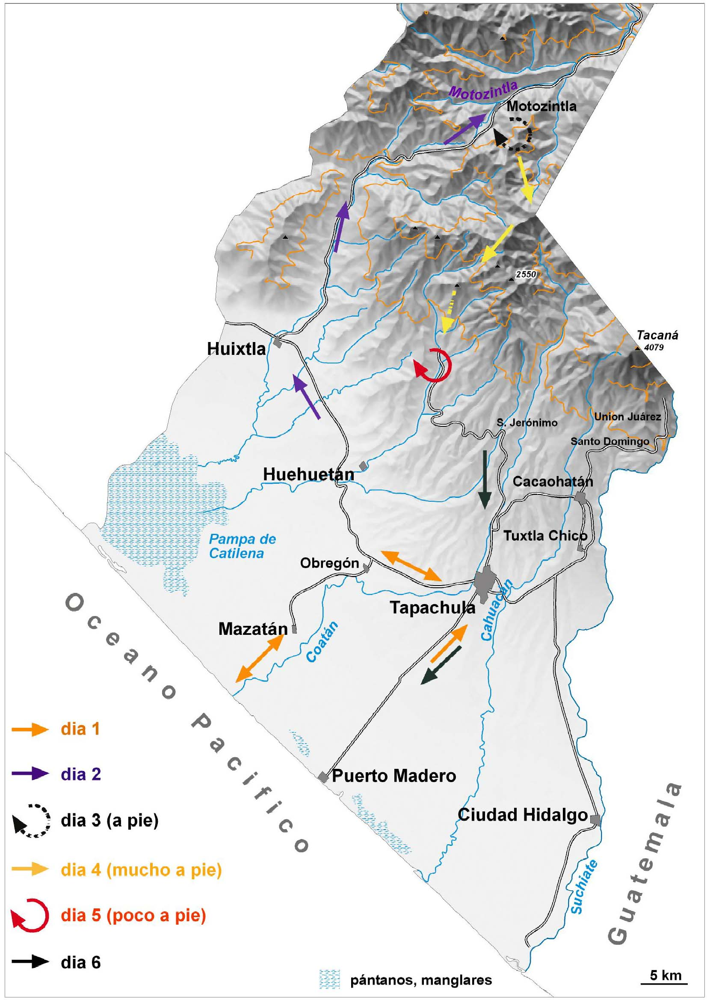 Motozintla
Motozintla
2550
Tacaná
4079
Huixtla
Union Juárez
S. Jerónimo
Santo Domingo
Huehuetán
Cacaohatán
Tuxtla Chico
Pampa de
Catilena
Obregón
Tapachula
Cahuacán
Mazatán
Coatán
Oceano Pacifico
dia 1
dia 2
Puerto Madero
dia 3 (a pie)
Ciudad Hidalgo
Guatemala
dia 4 (mucho a pie)
Suchiate
dia 5 (poco a pie)
dia 6
pántanos, manglares
5 km